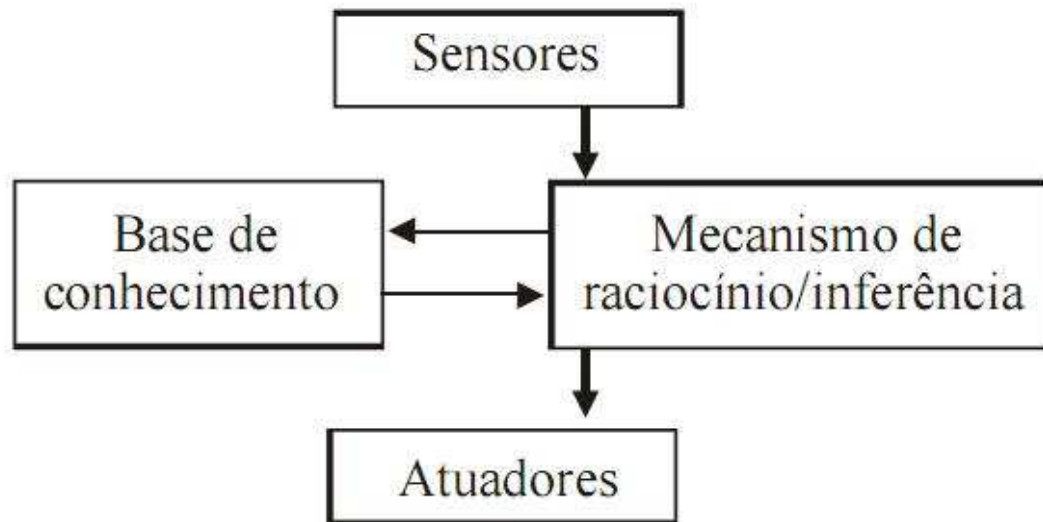 Sensores
Base de
conhecimento
Mecanismo de
raciocínio/inferência
Atuadores